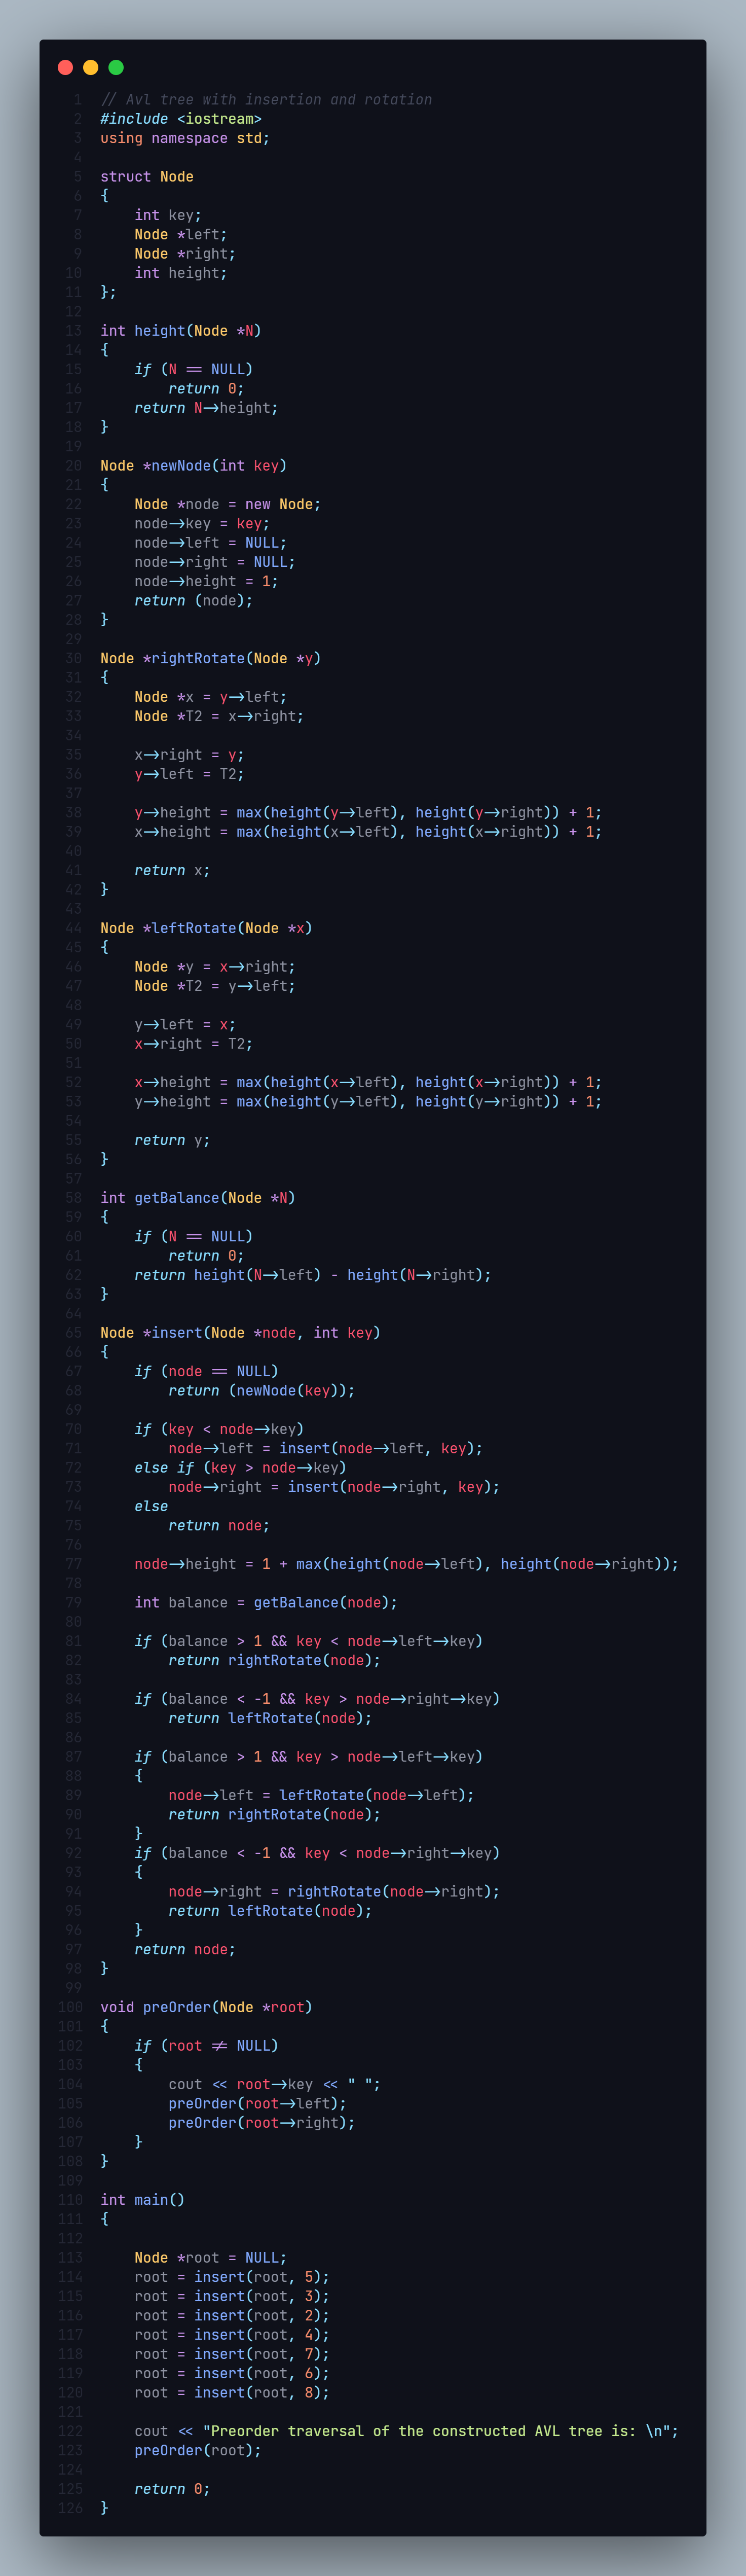 1 // Avl tree with insertion and rotation
2 #include <iostream>
3 using namespace std;
4
5 struct Node
6 {
7     int key;
8     Node *left;
9     Node *right;
10     int height;
11 };
12
13 int height(Node *N)
14 {
15     if (N == NULL)
16         return 0;
17     return N->height;
18 }
19
20 Node *newNode(int key)
21 {
22     Node *node = new Node;
23     node->key = key;
24     node->left = NULL;
25     node->right = NULL;
26     node->height = 1;
27     return (node);
28 }
29
30 Node *rightRotate(Node *y)
31 {
32     Node *x = y->left;
33     Node *T2 = x->right;
34
35     x->right = y;
36     y->left = T2;
37
38     y->height = max(height(y->left), height(y->right)) + 1;
39     x->height = max(height(x->left), height(x->right)) + 1;
40
41     return x;
42 }
43
44 Node *leftRotate(Node *x)
45 {
46     Node *y = x->right;
47     Node *T2 = y->left;
48
49     y->left = x;
50     x->right = T2;
51
52     x->height = max(height(x->left), height(x->right)) + 1;
53     y->height = max(height(y->left), height(y->right)) + 1;
54
55     return y;
56 }
57
58 int getBalance(Node *N)
59 {
60     if (N == NULL)
61         return 0;
62     return height(N->left) - height(N->right);
63 }
64
65 Node *insert(Node *node, int key)
66 {
67     if (node == NULL)
68         return (newNode(key));
69
70     if (key < node->key)
71         node->left = insert(node->left, key);
72     else if (key > node->key)
73         node->right = insert(node->right, key);
74     else
75         return node;
76
77     node->height = 1 + max(height(node->left), height(node->right));
78
79     int balance = getBalance(node);
80
81     if (balance > 1 && key < node->left->key)
82         return rightRotate(node);
83
84     if (balance < -1 && key > node->right->key)
85         return leftRotate(node);
86
87     if (balance > 1 && key > node->left->key)
88     {
89         node->left = leftRotate(node->left);
90         return rightRotate(node);
91     }
92     if (balance < -1 && key < node->right->key)
93     {
94         node->right = rightRotate(node->right);
95         return leftRotate(node);
96     }
97     return node;
98 }
99
100 void preOrder(Node *root)
101 {
102     if (root != NULL)
103     {
104         cout << root->key << " ";
105         preOrder(root->left);
106         preOrder(root->right);
107     }
108 }
109
110 int main()
111 {
112
113     Node *root = NULL;
114     root = insert(root, 5);
115     root = insert(root, 3);
116     root = insert(root, 2);
117     root = insert(root, 4);
118     root = insert(root, 7);
119     root = insert(root, 6);
120     root = insert(root, 8);
121
122     cout << "Preorder traversal of the constructed AVL tree is: \n";
123     preOrder(root);
124
125     return 0;
126 }